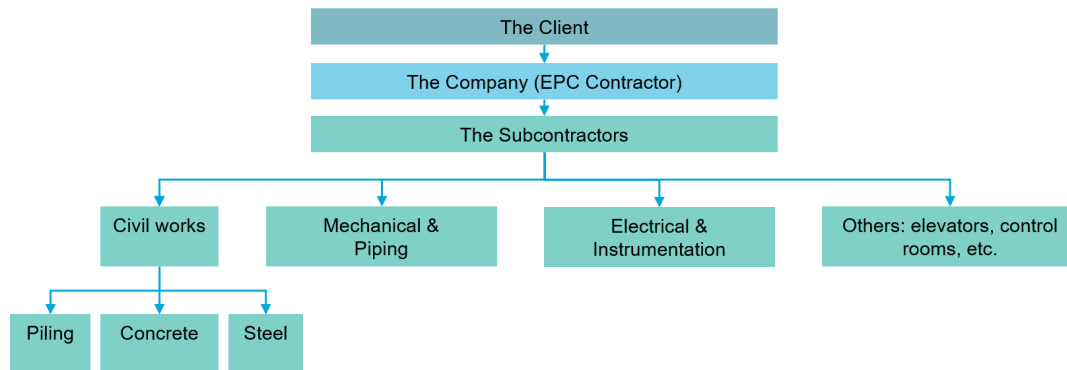 The Client
The Company (EPC Contractor)
The Subcontractors
Civil works
Mechanical &
Piping
Electrical &
Instrumentation
Others: elevators, control
rooms, etc.
Piling
Concrete
Steel